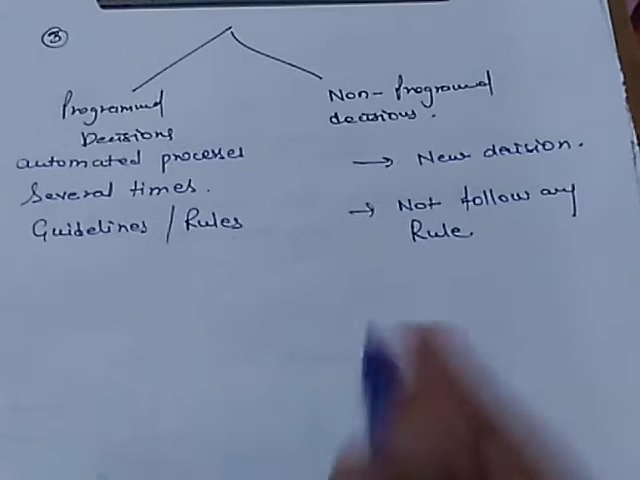 ③
Programmed
Decisions
automated processes
Several times.
Guidelines / Rules
Non-Programmed
decisions.
→ New decision.
→ Not follow any
Rule.